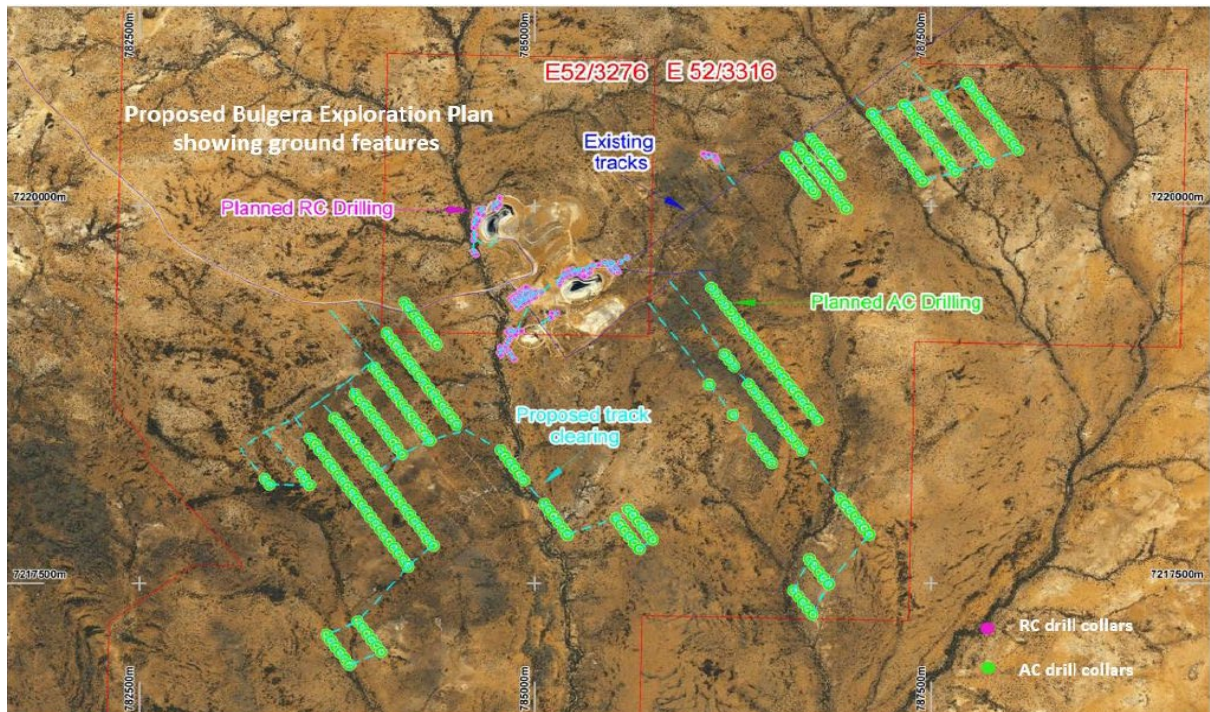 782500m
785000m
787500m
E52/3276
E 52/3316
Proposed Bulgera Exploration Plan
showing ground features
Existing
tracks
7220000m
7220000m
Planned RC Drilling
Planned AC Drilling
Proposed track
clearing
7217500m
7217500m
RC drill collars
AC drill collars
782500m
785000m
787500m